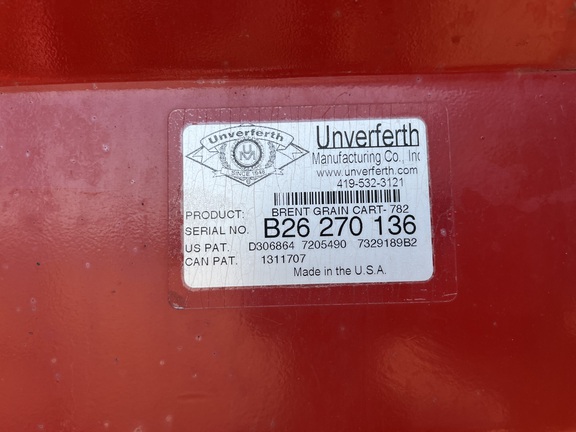 Unverferth
U M
SINCE 1948
Unverferth
Manufacturing Co., Inc
www.unverferth.com
419-532-3121
PRODUCT: BRENT GRAIN CART- 782
SERIAL NO. B26 270 136
US PAT. D306864 7205490 7329189B2
CAN PAT. 1311707
Made in the U.S.A.